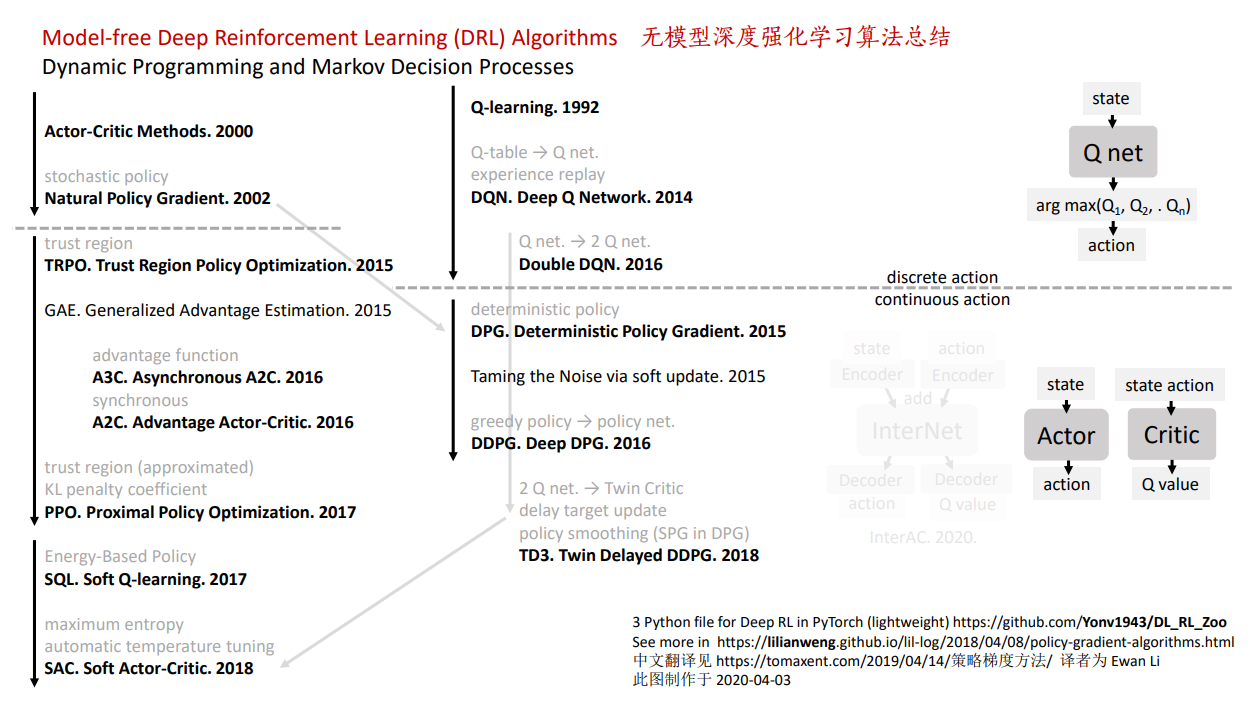 Model-free Deep Reinforcement Learning (DRL) Algorithms 无模型深度强化学习算法总结
Dynamic Programming and Markov Decision Processes
Actor-Critic Methods. 2000
stochastic policy
Natural Policy Gradient. 2002
trust region
TRPO. Trust Region Policy Optimization. 2015
GAE. Generalized Advantage Estimation. 2015
advantage function
A3C. Asynchronous A2C. 2016
synchronous
A2C. Advantage Actor-Critic. 2016
trust region (approximated)
KL penalty coefficient
PPO. Proximal Policy Optimization. 2017
Energy-Based Policy
SQL. Soft Q-learning. 2017
maximum entropy
automatic temperature tuning
SAC. Soft Actor-Critic. 2018
Q-learning. 1992
Q-table → Q net.
experience replay
DQN. Deep Q Network. 2014
Q net. → 2 Q net.
Double DQN. 2016
deterministic policy
DPG. Deterministic Policy Gradient. 2015
Taming the Noise via soft update. 2015
greedy policy → policy net.
DDPG. Deep DPG. 2016
2 Q net. → Twin Critic
delay target update
policy smoothing (SPG in DPG)
TD3. Twin Delayed DDPG. 2018
state
Q net
arg max(Q1, Q2, . Qn)
action
discrete action
continuous action
state action
Encoder Encoder
add
InterNet
Decoder Decoder
action Q value
InterAC. 2020.
state
Actor
action
state action
Critic
Q value
3 Python file for Deep RL in PyTorch (lightweight) https://github.com/Yonv1943/DL_RL_Zoo
See more in https://lilianweng.github.io/lil-log/2018/04/08/policy-gradient-algorithms.html
中文翻译见 https://tomaxent.com/2019/04/14/策略梯度方法/ 译者为 Ewan Li
此图制作于 2020-04-03